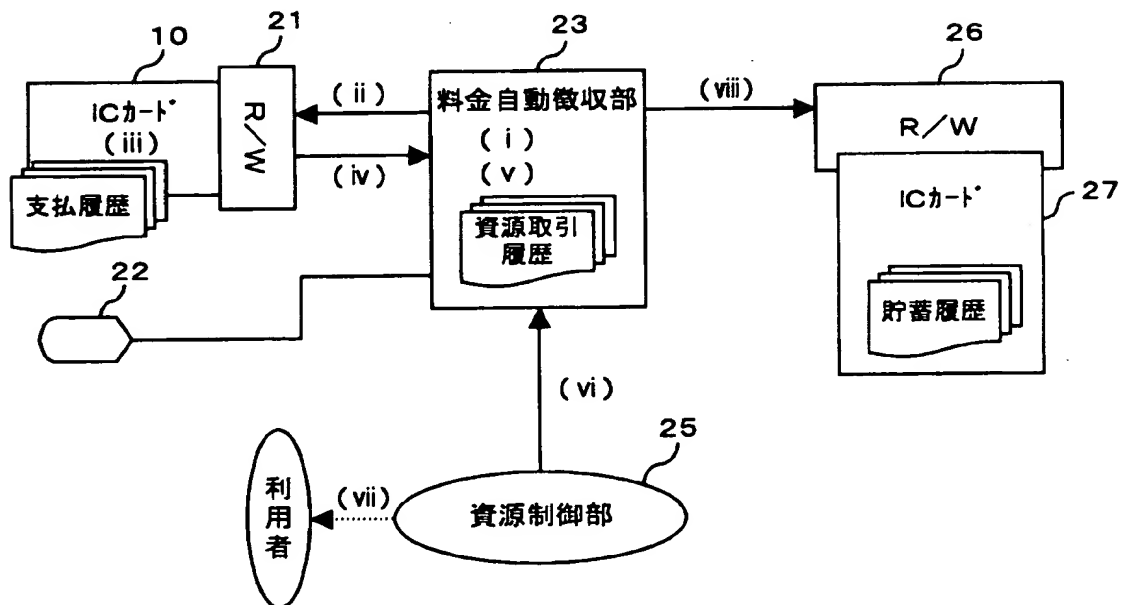 10
21
23
26
ICカード
(iii)
R/W
(ii)
(iv)
支払履歴
料金自動徴収部
(i)
(v)
資源取引
履歴
(viii)
R/W
ICカード
27
貯蓄履歴
22
(vi)
25
利用者
(vii)
資源制御部